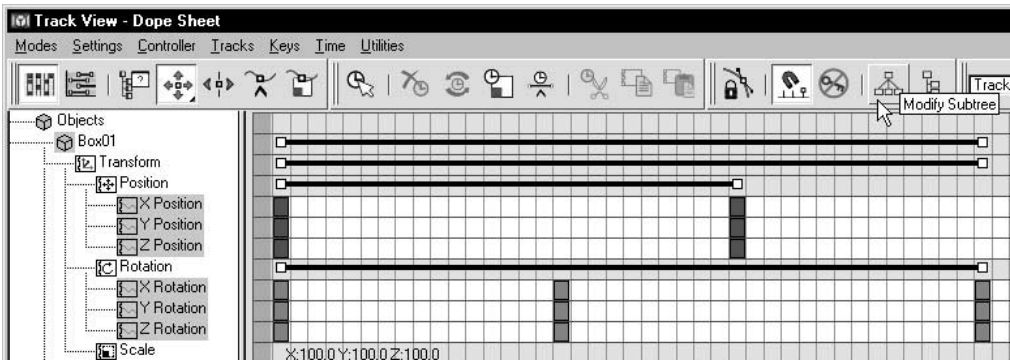 Track View - Dope Sheet
Modes Settings Controller Tracks Keys Time Utilities
Track
Modify Subtree
Objects
Box01
Transform
Position
X Position
Y Position
Z Position
Rotation
X Rotation
Y Rotation
Z Rotation
Scale
X:100.0 Y:100.0 Z:100.0